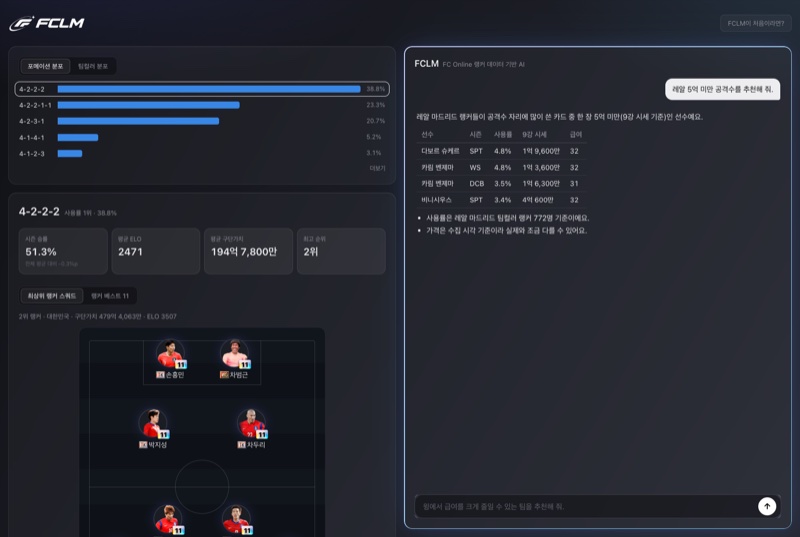 FCLM
FCLM이 처음이라면?
포메이션 분포
팀컬러 분포
4-2-2-2 38.8%
4-2-2-1-1 23.3%
4-2-3-1 20.7%
4-1-4-1 5.2%
4-1-2-3 3.1%
더보기
4-2-2-2 사용률 1위 · 38.8%
시즌 승률
51.3%
평균 ELO
2471
평균 구단가치
194억 7,800만
최고 순위
2위
최상위 랭커 스쿼드
랭커 베스트 11
2위 랭커 · 대한민국 · 구단가치 479억 4,063만 · ELO 3507
11
손흥민
11
차범근
11
박지성
11
차두리
11
11
FCLM FC Online 랭커 데이터 기반 AI
레알 5억 미만 공격수를 추천해 줘.
레알 마드리드 랭커들이 공격수 자리에 많이 쓴 카드 중 한 장 5억 미만(9강 시세 기준)인 선수예요.
선수 시즌 사용률 9강 시세 급여
다보르 슈케르 SPT 4.8% 1억 9,600만 32
카림 벤제마 WS 4.8% 1억 3,600만 32
카림 벤제마 DCB 3.5% 1억 6,300만 31
비니시우스 SPT 3.4% 4억 600만 32
• 사용률은 레알 마드리드 팀컬러 랭커 772명 기준이에요.
• 가격은 수집 시각 기준이라 실제와 조금 다를 수 있어요.
윙에서 급여를 크게 줄일 수 있는 팀을 추천해 줘.